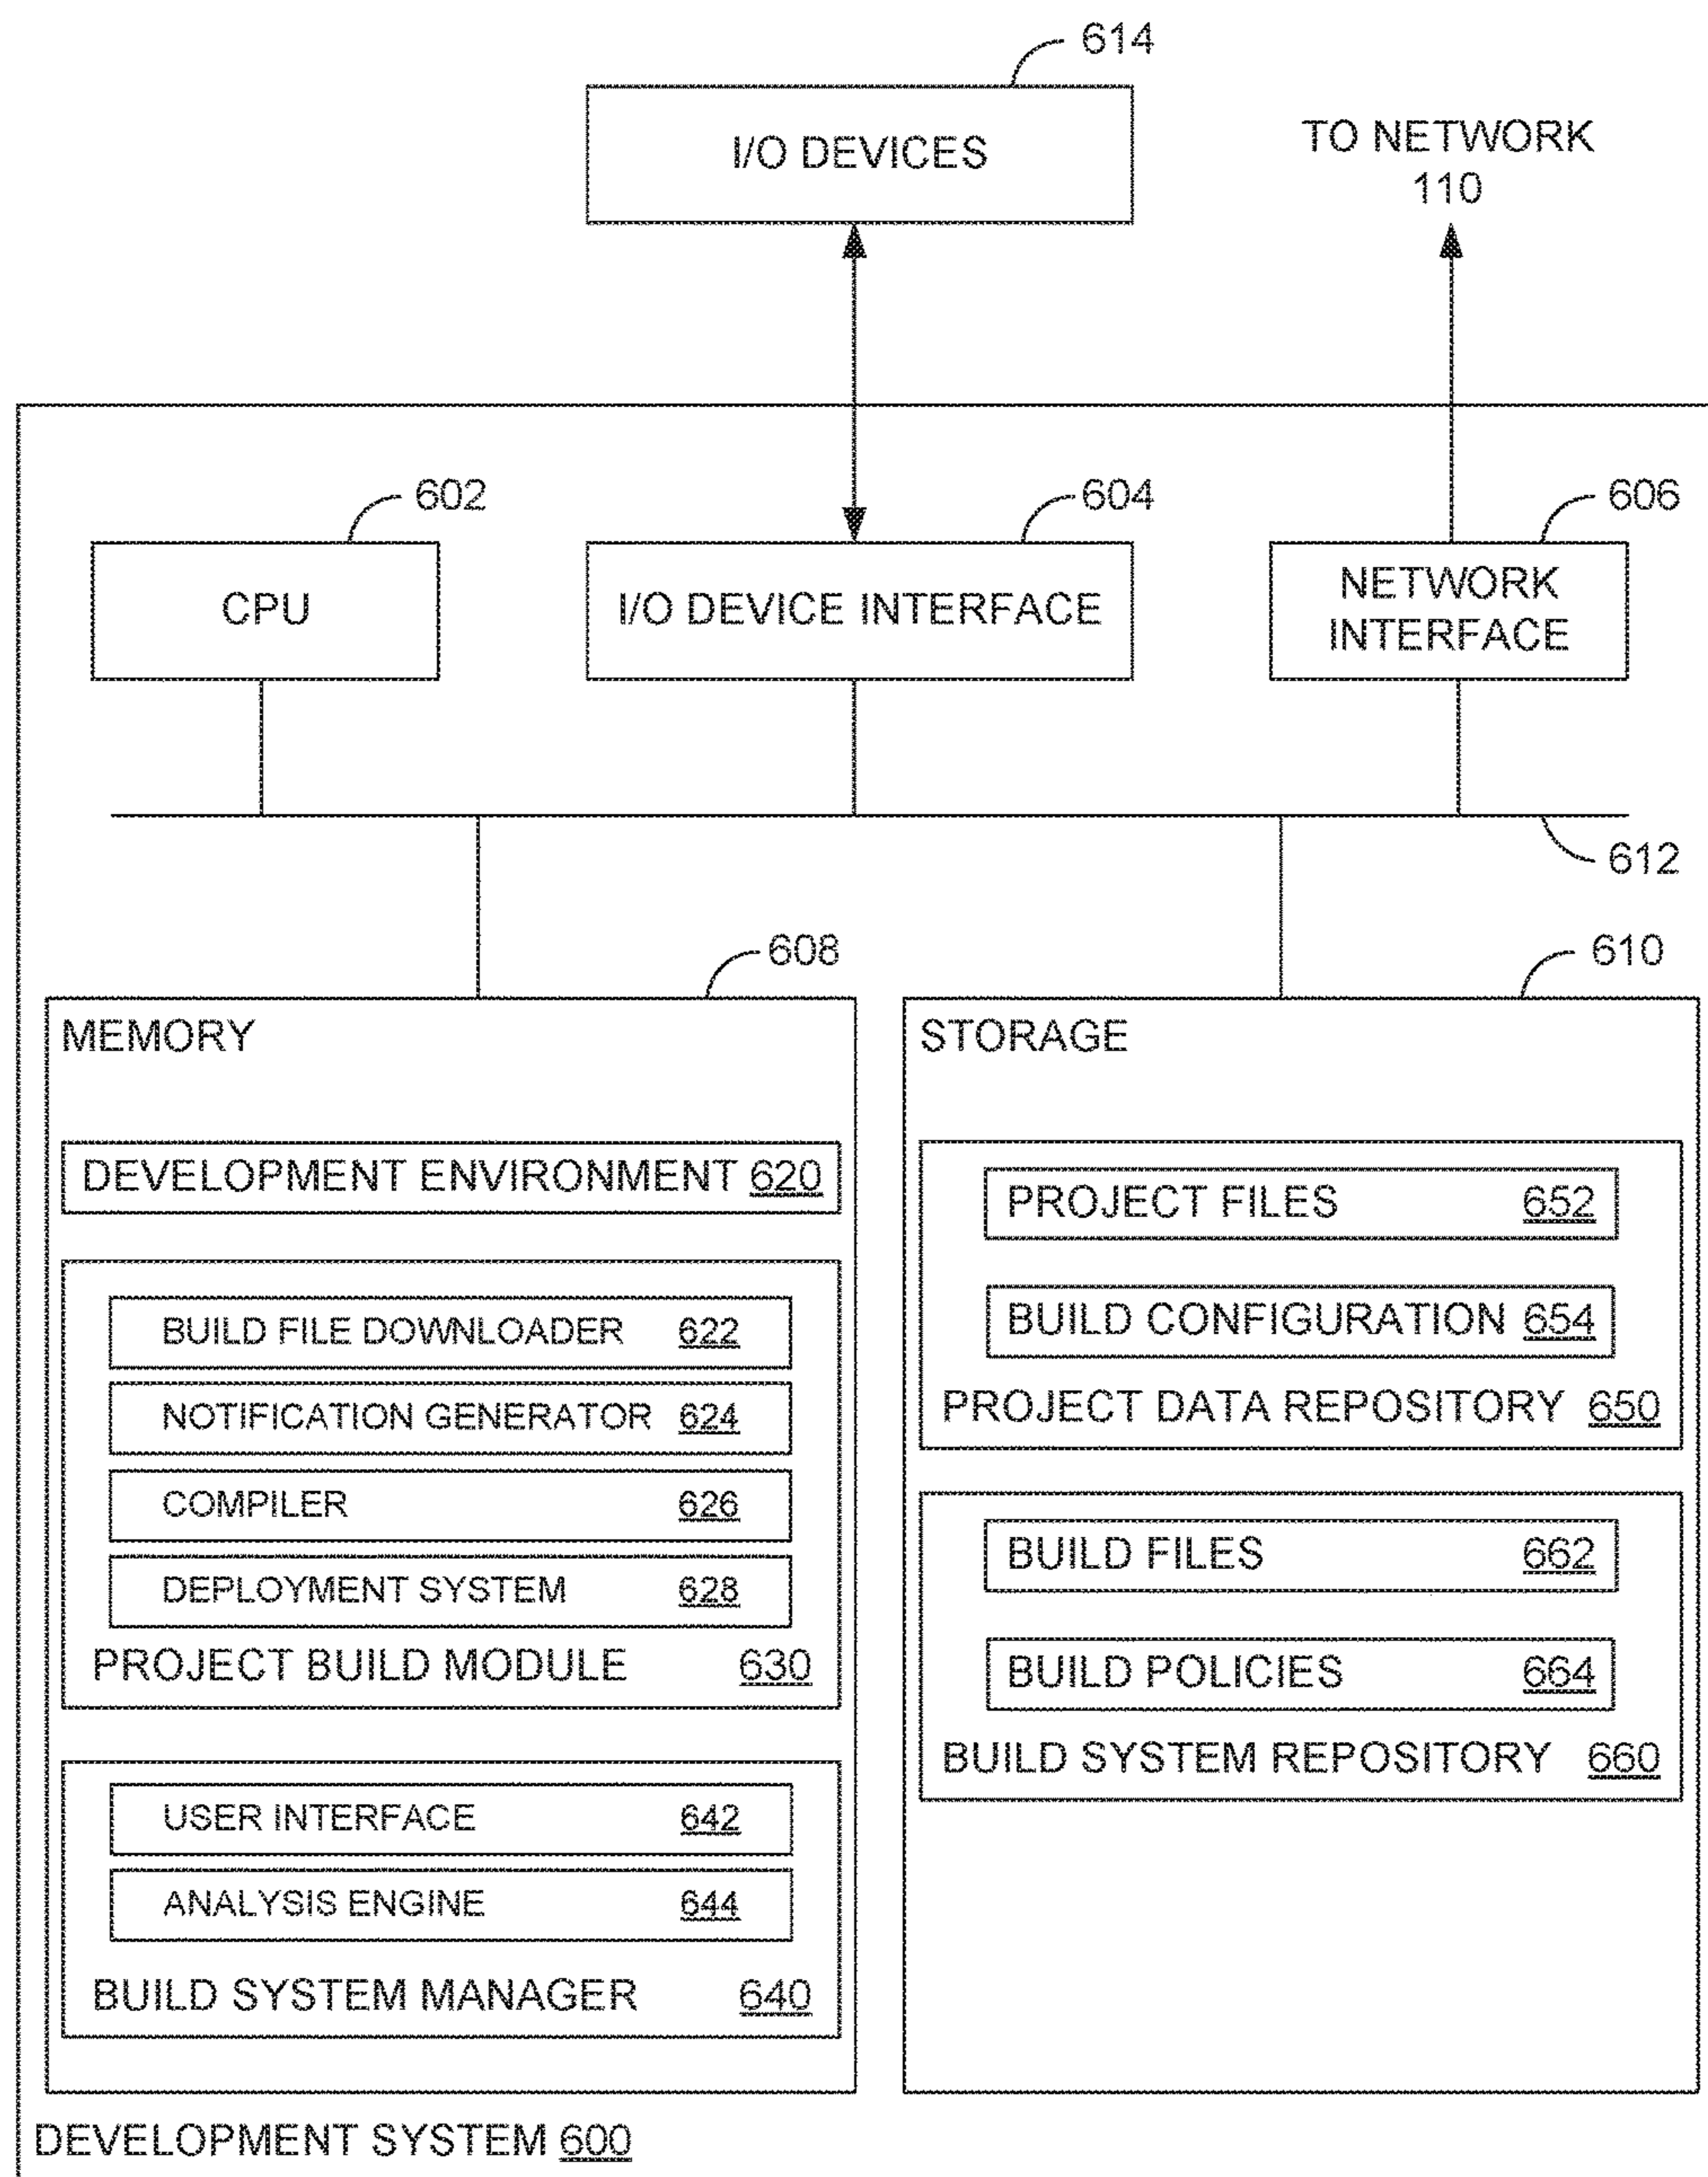 614
I/O DEVICES
TO NETWORK
110
602
604
606
CPU
I/O DEVICE INTERFACE
NETWORK
INTERFACE
612
608
610
MEMORY
DEVELOPMENT ENVIRONMENT 620
BUILD FILE DOWNLOADER 622
NOTIFICATION GENERATOR 624
COMPILER 626
DEPLOYMENT SYSTEM 628
PROJECT BUILD MODULE 630
USER INTERFACE 642
ANALYSIS ENGINE 644
BUILD SYSTEM MANAGER 640
STORAGE
PROJECT FILES 652
BUILD CONFIGURATION 654
PROJECT DATA REPOSITORY 650
BUILD FILES 662
BUILD POLICIES 664
BUILD SYSTEM REPOSITORY 660
DEVELOPMENT SYSTEM 600